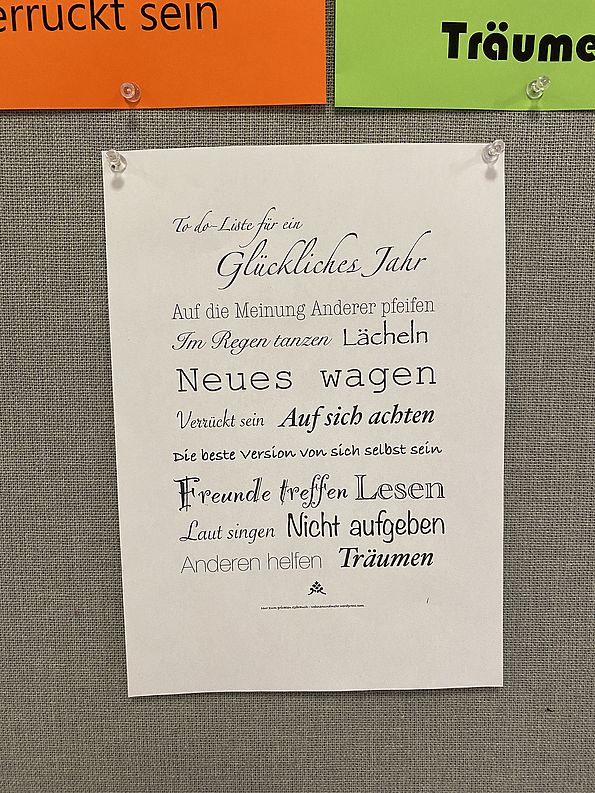 errückt sein
Träume
To do-Liste für ein
Glückliches Jahr
Auf die Meinung Anderer pfeifen
Im Regen tanzen Lächeln
Neues wagen
Verrückt sein Auf sich achten
Die beste Version von sich selbst sein
Freunde treffen Lesen
Laut singen Nicht aufgeben
Anderen helfen Träumen